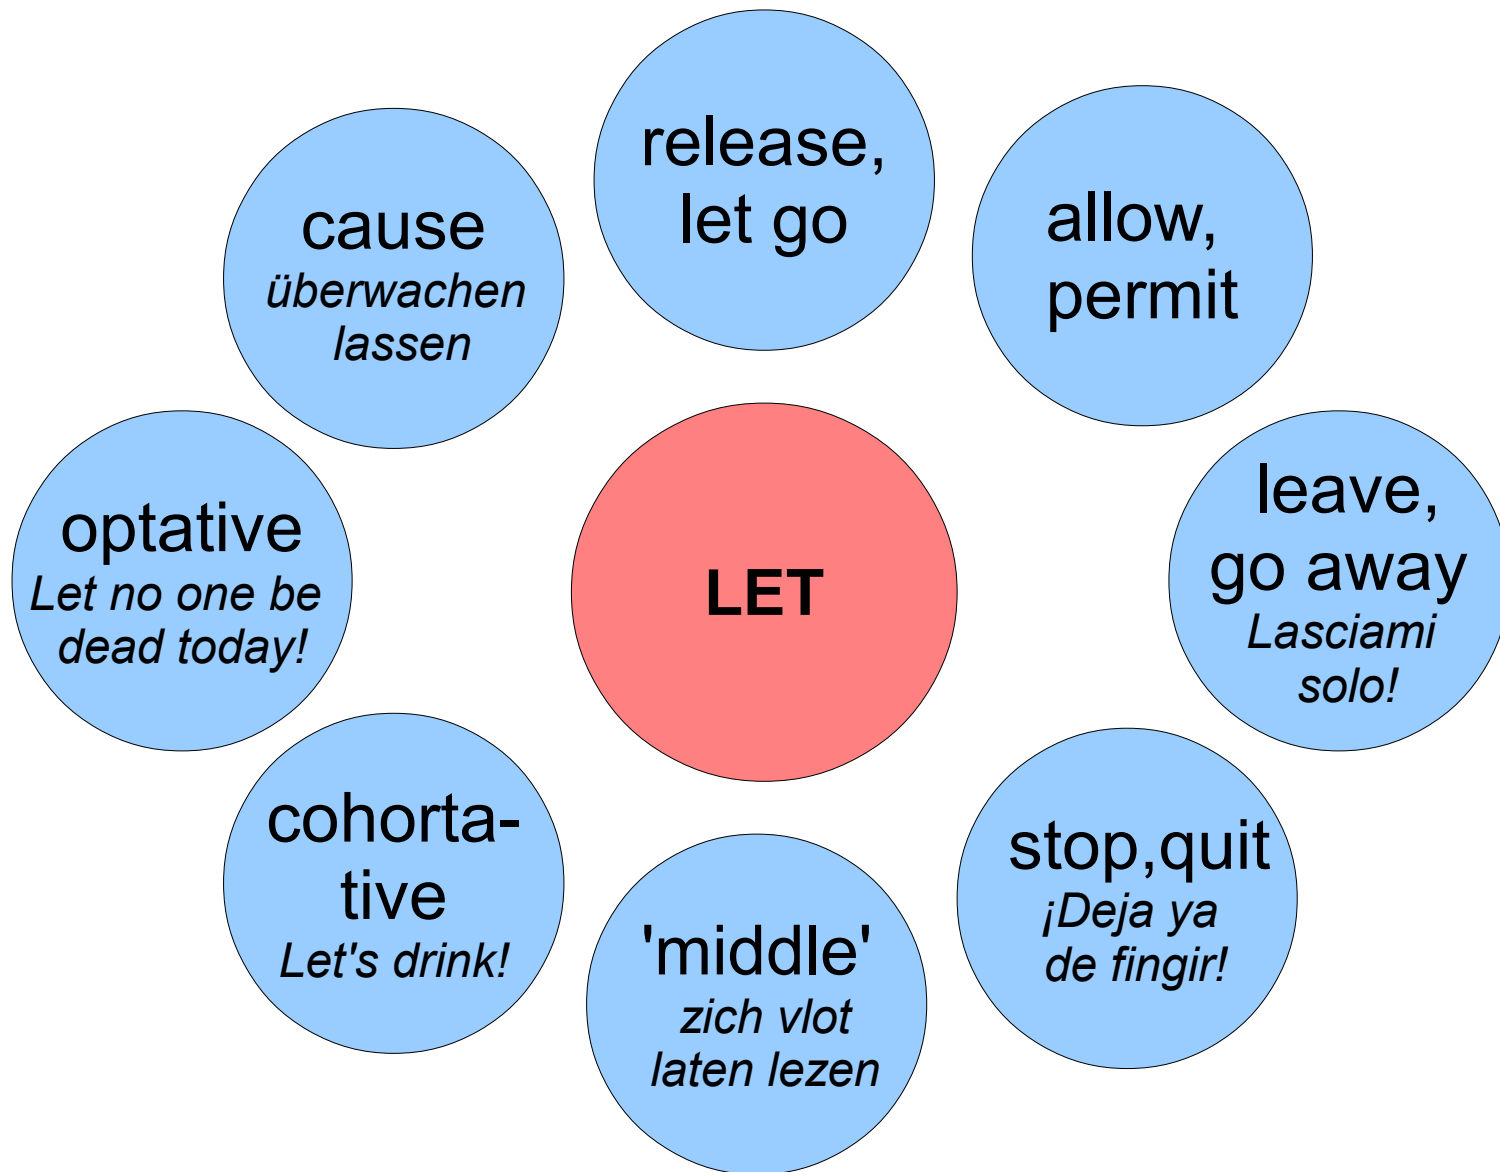 release,
let go
allow,
permit
cause
überwachen
lassen
leave,
go away
Lasciami
solo!
optative
Let no one be
dead today!
LET
cohorta-
tive
Let's drink!
stop,quit
¡Deja ya
de fingir!
'middle'
zich vlot
laten lezen